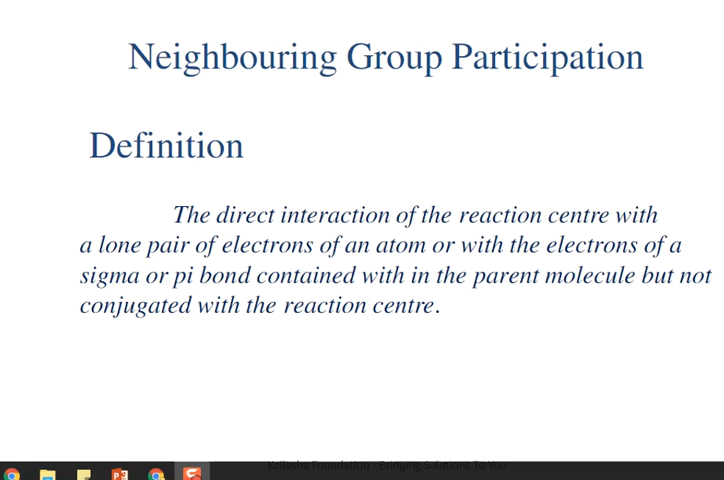 Neighbouring Group Participation
Definition
The direct interaction of the reaction centre with
a lone pair of electrons of an atom or with the electrons of a
sigma or pi bond contained with in the parent molecule but not
conjugated with the reaction centre.
Kailasha Foundation - Bringing Solutions To You